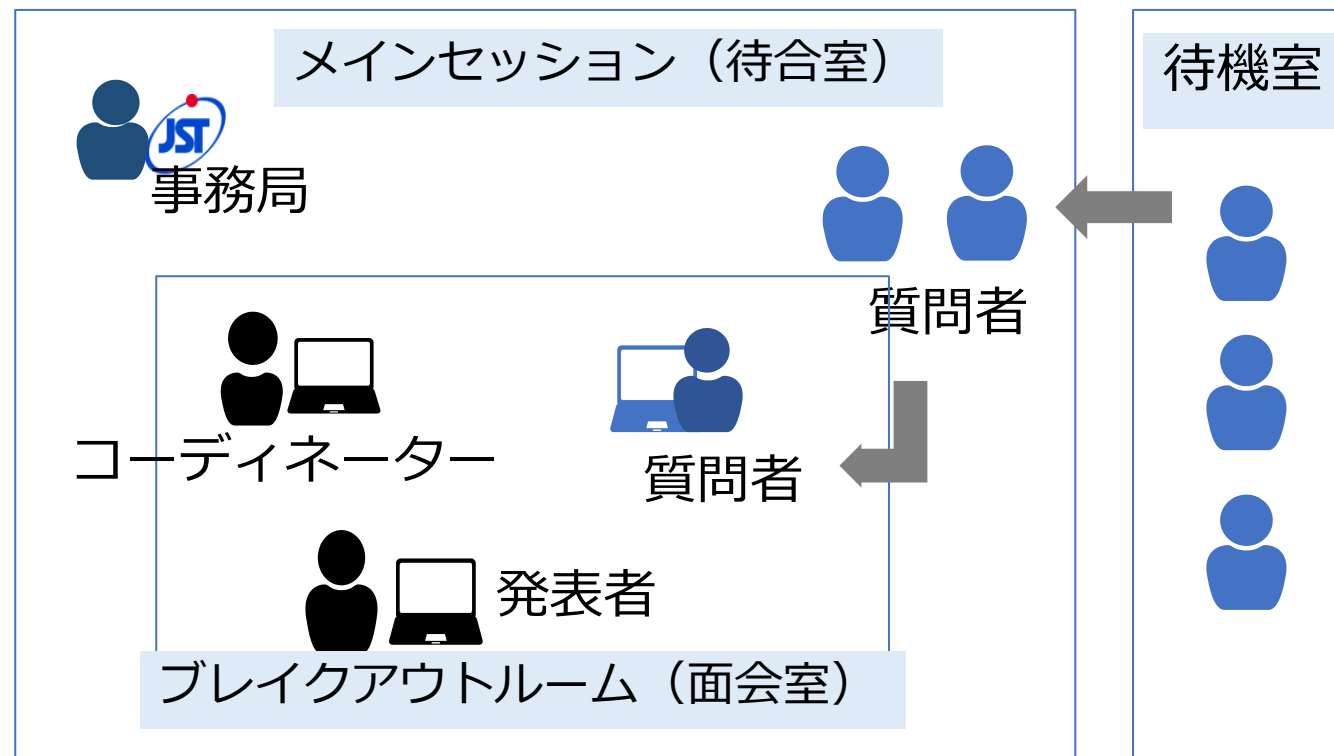 メインセッション（待合室）
待機室
JST
事務局
質問者
コーディネーター
質問者
発表者
ブレイクアウトルーム（面会室）